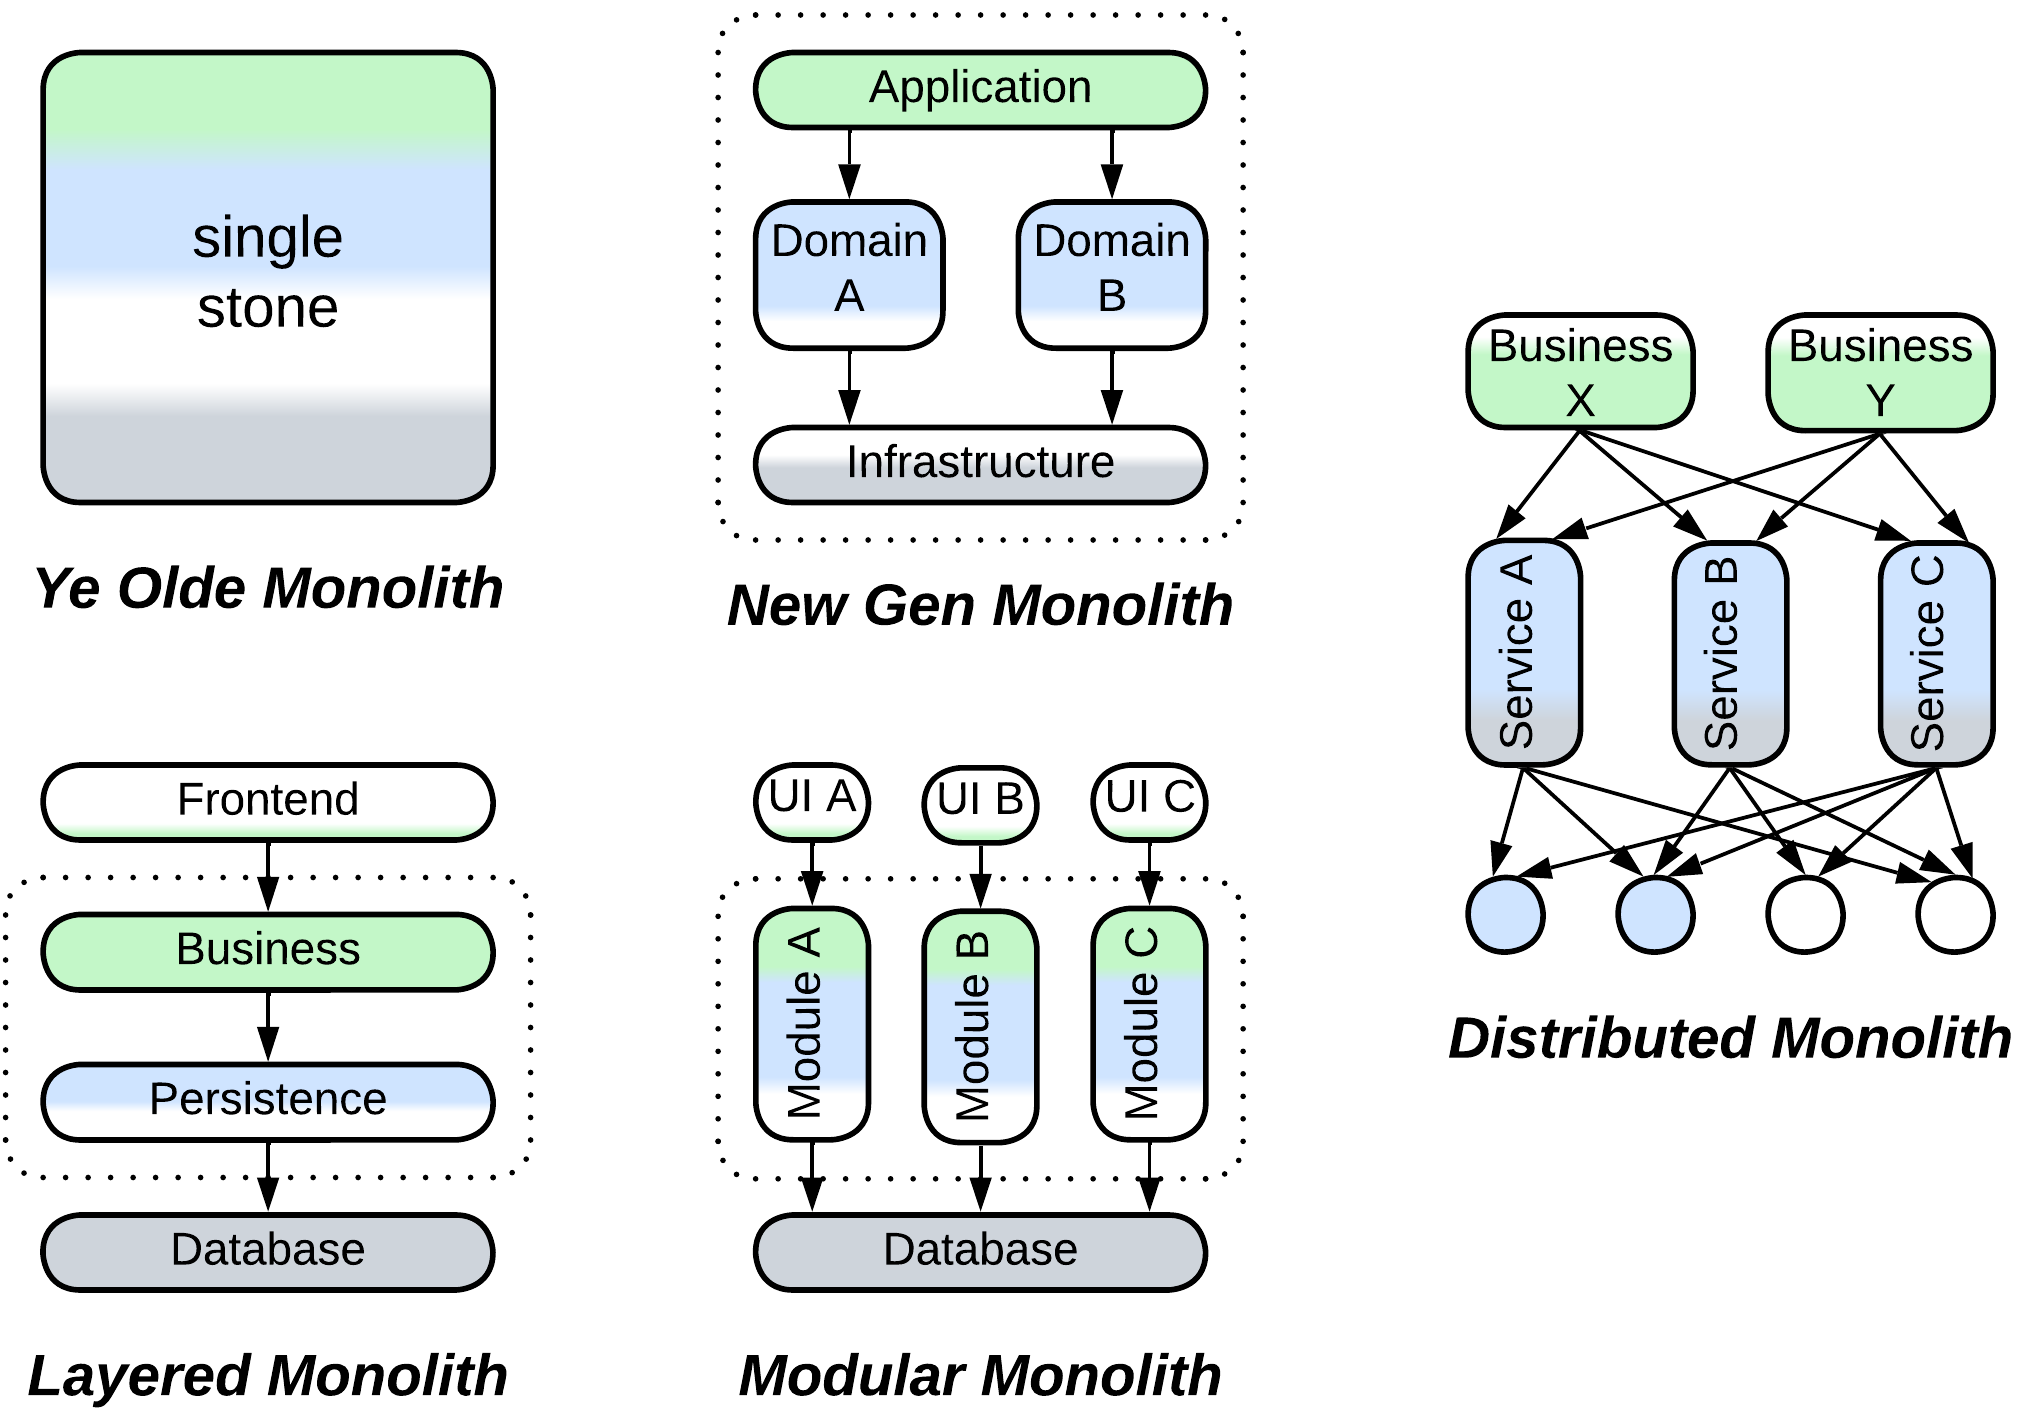 single
stone
Ye Olde Monolith
Application
Domain
A
Domain
B
Infrastructure
New Gen Monolith
Frontend
Business
Persistence
Database
Layered Monolith
UI A
UI B
UI C
Module A
Module B
Module C
Database
Modular Monolith
Business
X
Business
Y
Service A
Service B
Service C
Distributed Monolith